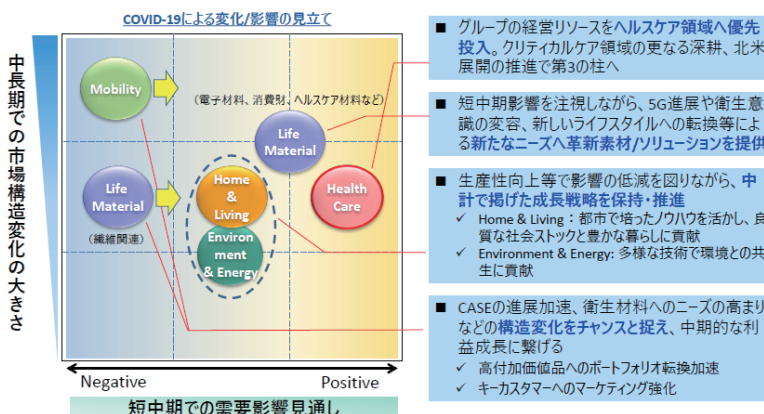 COVID-19による変化/影響の見立て
中長期での市場構造変化の大きさ
Mobility
(電子材料、消費財、ヘルスケア材料など)
Life
Material
Life
Material
(繊維関連)
Home
&
Living
Environ
ment
& Energy
Health
Care
Negative
Positive
短中期での需要影響見通し
■ グループの経営リソースをヘルスケア領域へ優先
投入。クリティカルケア領域の更なる深耕、北米
展開の推進で第3の柱へ
■ 短中期影響を注視しながら、5G進展や衛生意
識の変容、新しいライフスタイルへの転換等によ
る新たなニーズへ革新素材/ソリューションを提供
■ 生産性向上等で影響の低減を図りながら、中
計で掲げた成長戦略を保持・推進
✓ Home & Living：都市で培ったノウハウを活かし、良
質な社会ストックと豊かな暮らしに貢献
✓ Environment & Energy: 多様な技術で環境との共
生に貢献
■ CASEの進展加速、衛生材料へのニーズの高まり
などの構造変化をチャンスと捉え、中期的な利
益成長に繋げる
✓ 高付加価値品へのポートフォリオ転換加速
✓ キーカスタマーへのマーケティング強化